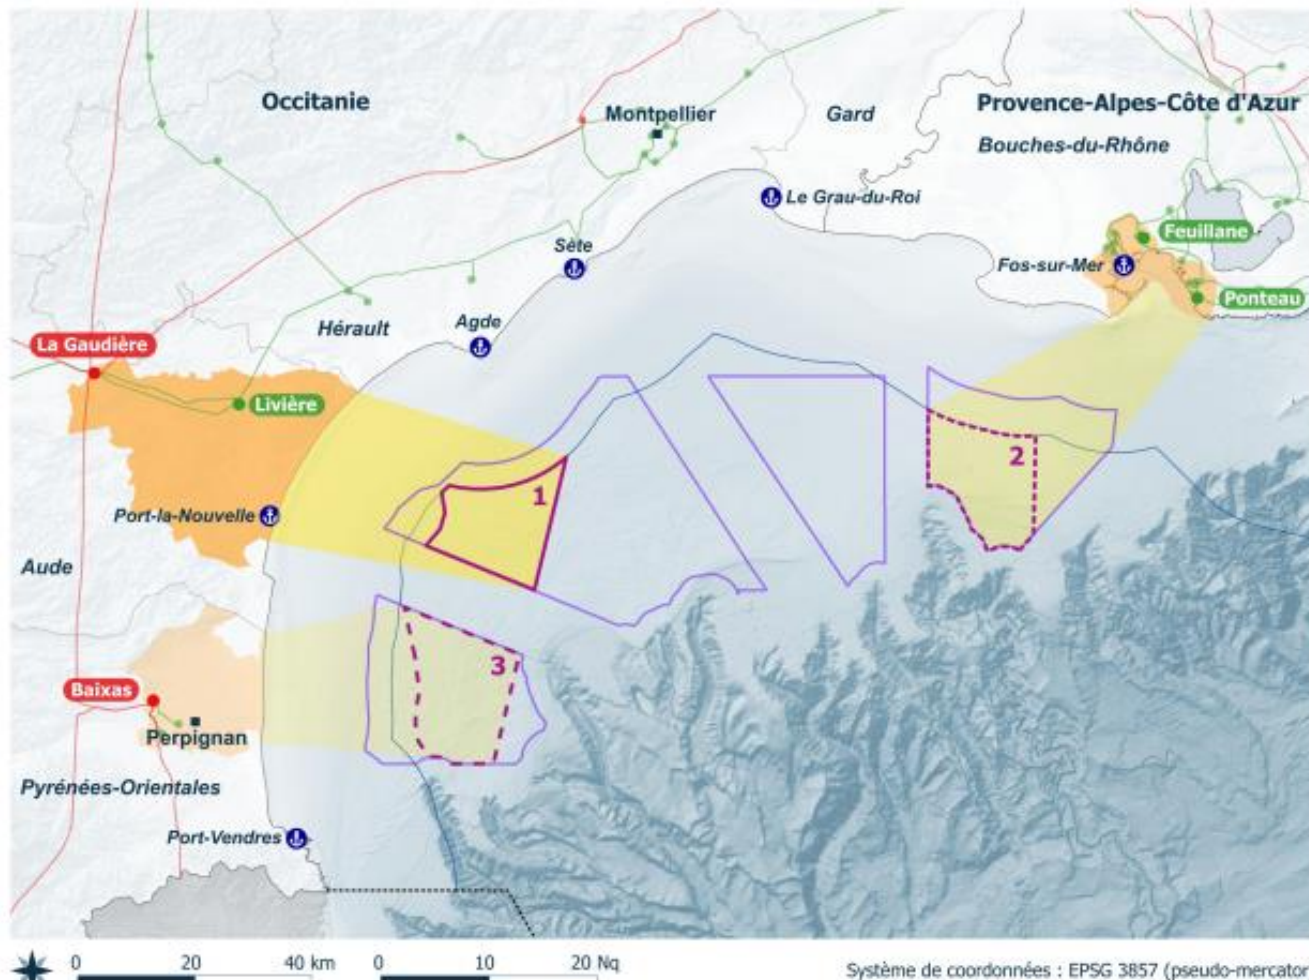 Occitanie
Montpellier
Gard
Provence-Alpes-Côte d'Azur
Bouches-du-Rhône
Le Grau-du-Roi
Feuillane
Sète
Fos-sur-Mer
Ponteau
Hérault
Agde
La Gaudière
Livière
2
1
Port-la-Nouvelle
Aude
3
Baixas
Perpignan
Pyrénées-Orientales
Port-Vendres
0 20 40 km 0 10 20 Nq
Système de coordonnées : EPSG 3857 (pseudo-mercator